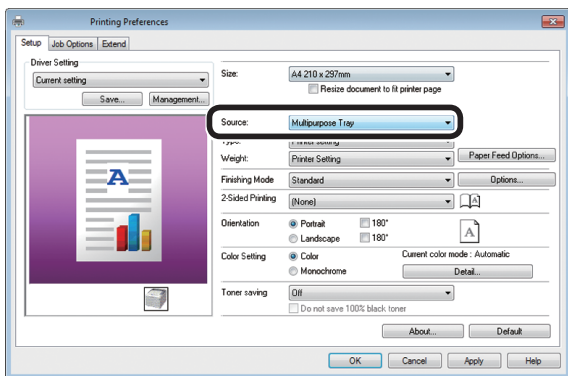 Printing Preferences
Setup Job Options Extend
Driver Setting
Current setting
Save... Management...
Size: A4 210 x 297mm
Resize document to fit printer page
Source: Multipurpose Tray
Weight: Printer Setting Paper Feed Options...
Finishing Mode Standard Options...
2-Sided Printing (None)
Orientation Portrait 180°
Landscape 180°
Color Setting Color Current color mode : Automatic
Monochrome Detail...
Toner saving Off
Do not save 100% black toner
About... Default
OK Cancel Apply Help
A
A
A